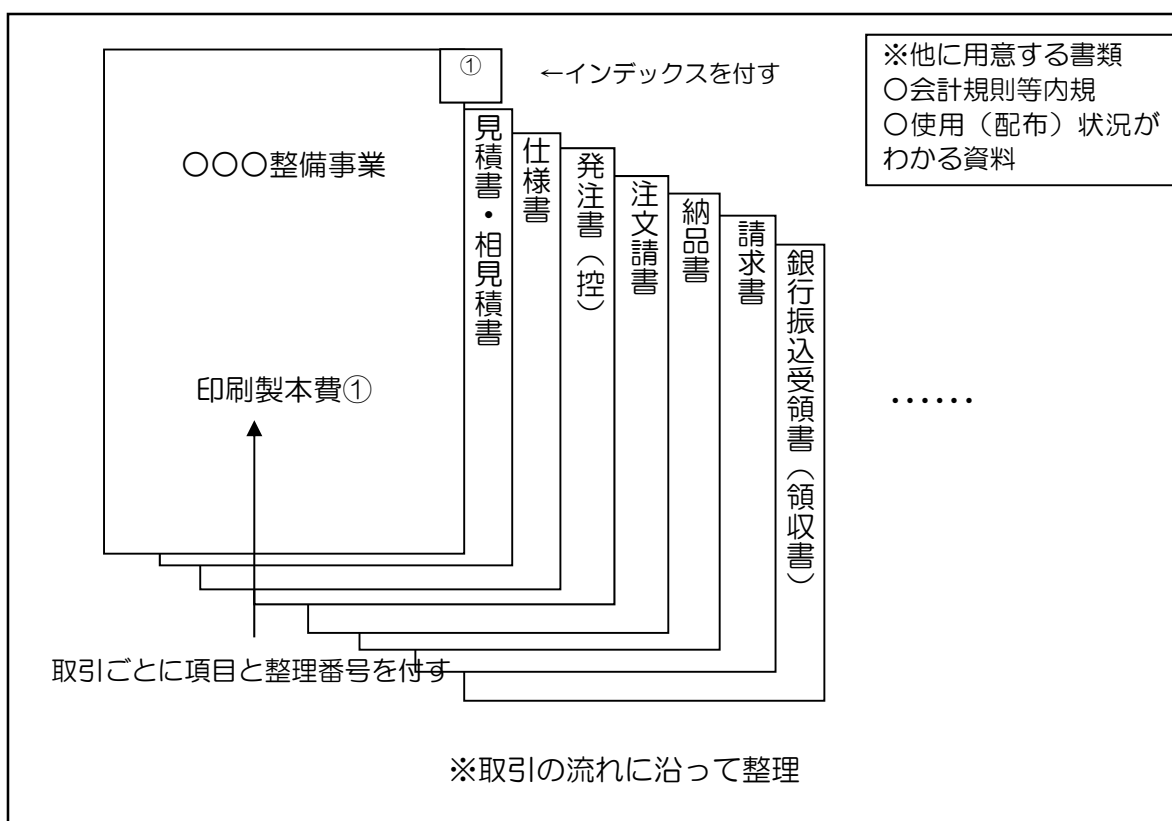 ①
←インデックスを付す
※他に用意する書類
〇会計規則等内規
〇使用（配布）状況が
わかる資料
〇〇〇整備事業
印刷製本費①
見積書・相見積書
仕様書
発注書（控）
注文請書
納品書
請求書
銀行振込受領書（領収書）
……
取引ごとに項目と整理番号を付す
※取引の流れに沿って整理